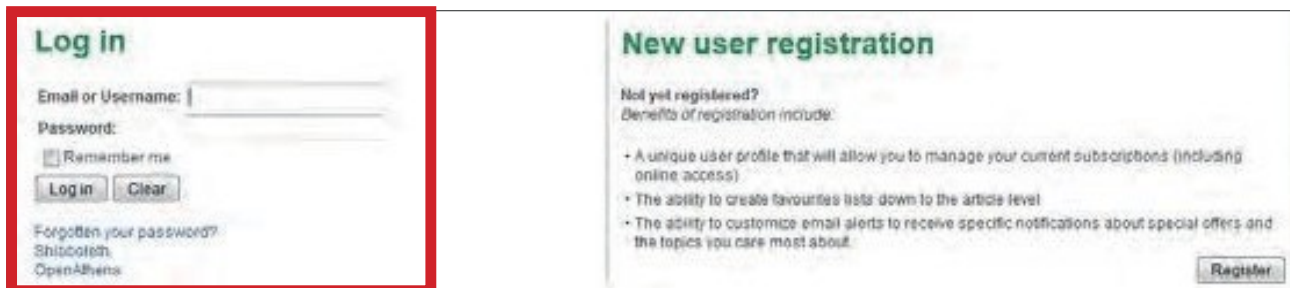 Log in
Email or Username:
Password:
Remember me
Log in Clear
Forgotten your password?
Shibboleth
OpenAthens
New user registration
Not yet registered?
Benefits of registration include:
• A unique user profile that will allow you to manage your current subscriptions (including
online access)
• The ability to create favourites lists down to the article level
• The ability to customize email alerts to receive specific notifications about special offers and
the topics you care most about.
Register